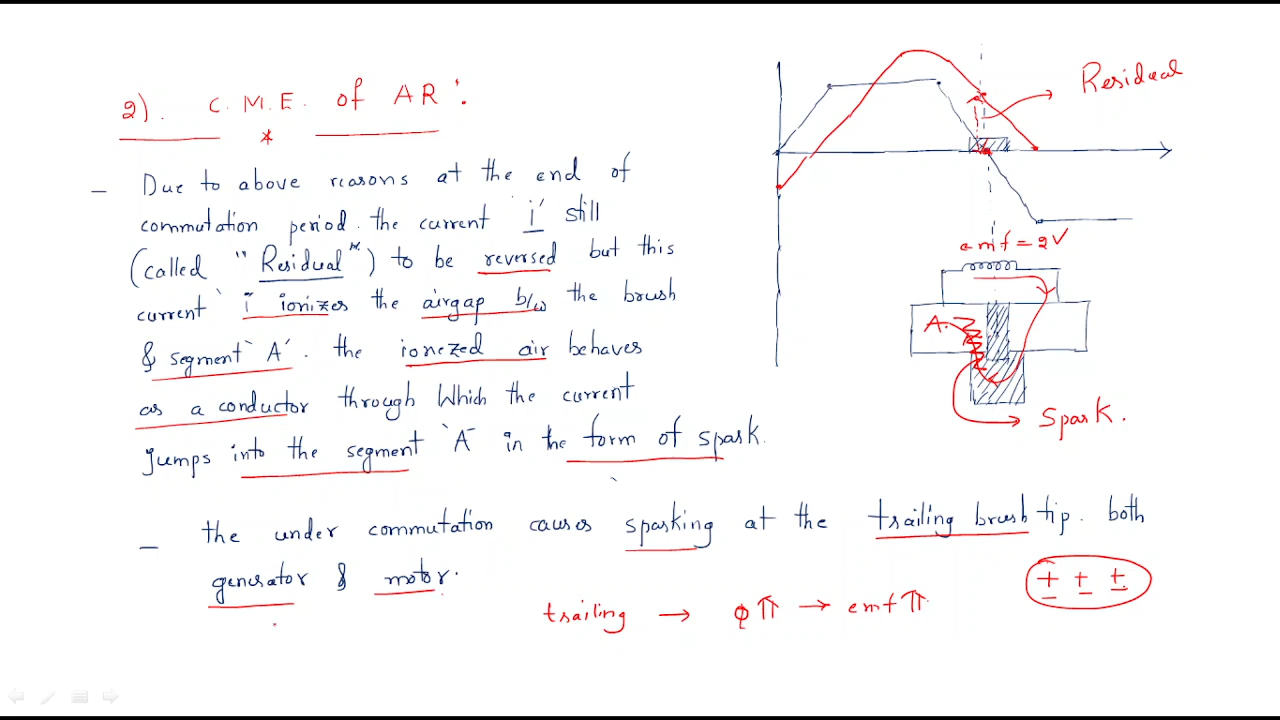 2). C.M.E. of AR:
*
- Due to above reasons at the end of
commutation period. the current 'i' still
(called "Residual") to be reversed but this
current 'i ionizes the airgap b/w the brush
& segment 'A'. the ionezed air behaves
as a conductor through Which the current
Jumps into the segment 'A' in the form of spark.
- the under commutation causes sparking at the trailing brush tip. both
generator & motor.
trailing → φ⇈ → emf⇈
± ± ±
Residual
emf = 2V
A.
Spark.